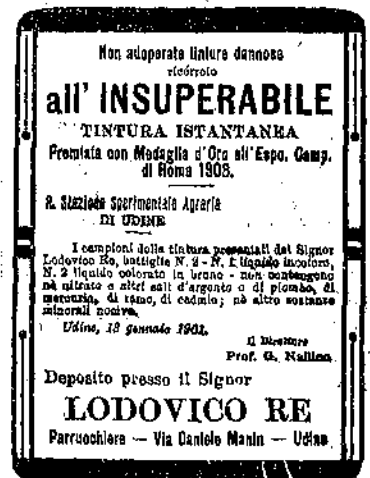 Non adoperate tinture dannose
ricorrete
all' INSUPERABILE
TINTURA ISTANTANEA
Premiata con Medaglia d'Oro all'Espo. Camp.
di Roma 1903.
R. Stazione Sperimentale Agraria
DI UDINE
I campioni della tintura presentati dal Signor
Lodovico Re, bottiglie N. 2 - N. 1 liquido incoloro,
N. 2 liquido colorato in bruno - non contengono
nè nitrato o altri sali d'argento o di piombo, di
mercurio, di rame, di cadmio; nè altre sostanze
minerali nocive.
Udine, 13 gennaio 1901.
Il Direttore
Prof. G. Nallino
Deposito presso il Signor
LODOVICO RE
Parrucchiere — Via Daniele Manin — Udine